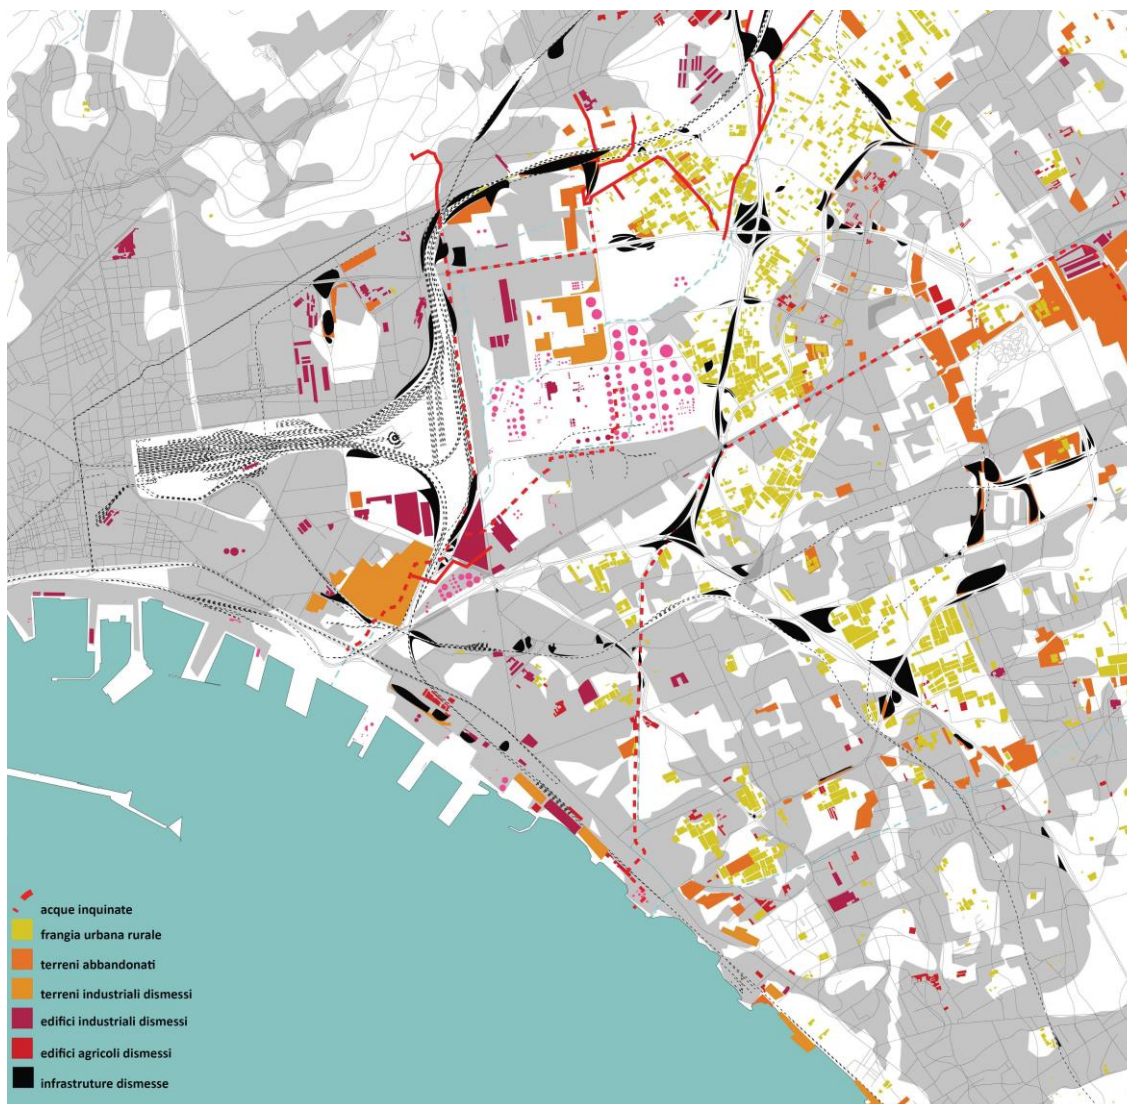 acque inquinate
frangia urbana rurale
terreni abbandonati
terreni industriali dismessi
edifici industriali dismessi
edifici agricoli dismessi
infrastruture dismesse